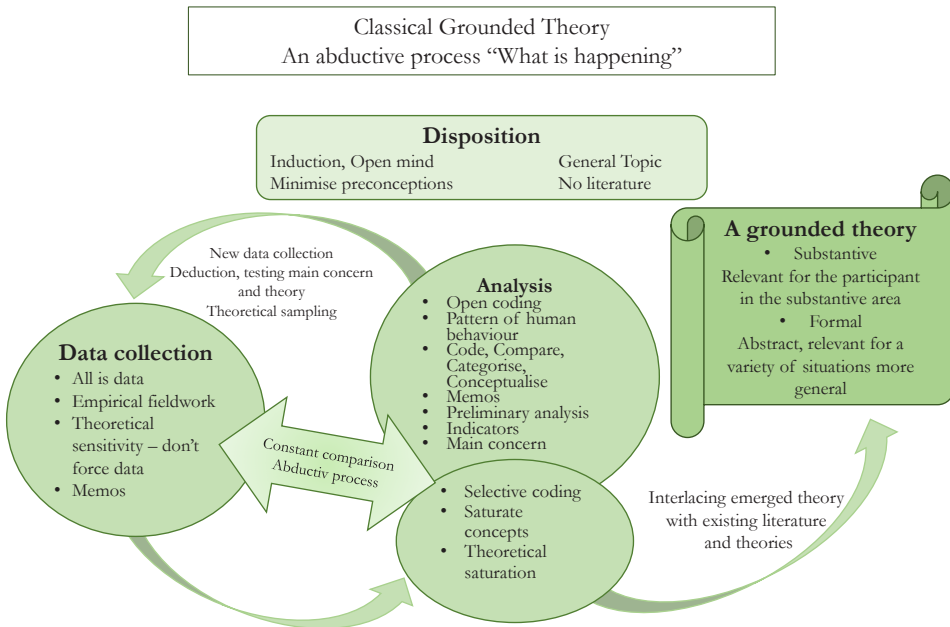 Classical Grounded Theory
An abductive process “What is happening”
Disposition
Induction, Open mind
General Topic
Minimise preconceptions
No literature
New data collection
Deduction, testing main concern
and theory
Theoretical sampling
Data collection
• All is data
• Empirical fieldwork
• Theoretical
sensitivity – don’t
force data
• Memos
Constant comparison
Abductiv process
Analysis
• Open coding
• Pattern of human
behaviour
• Code, Compare,
Categorise,
Conceptualise
• Memos
• Preliminary analysis
• Indicators
• Main concern
• Selective coding
• Saturate
concepts
• Theoretical
saturation
Interlacing emerged theory
with existing literature
and theories
A grounded theory
• Substantive
Relevant for the participant
in the substantive area
• Formal
Abstract, relevant for a
variety of situations more
general